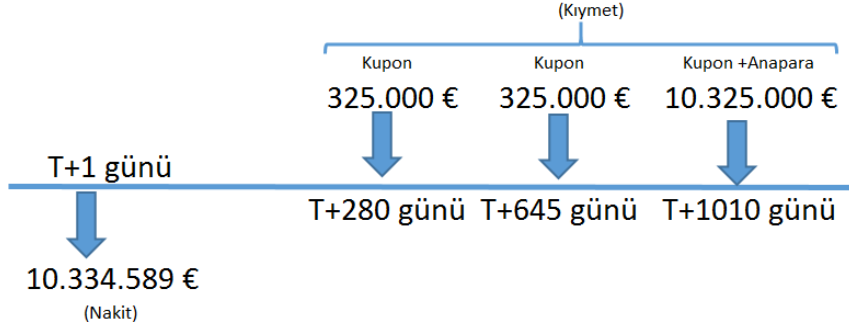 (Kıymet)
Kupon Kupon Kupon +Anapara
325.000 € 325.000 € 10.325.000 €
T+1 günü
T+280 günü T+645 günü T+1010 günü
10.334.589 €
(Nakit)